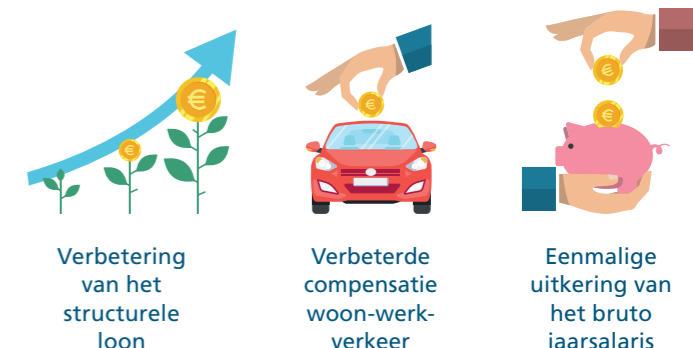 €
€
€
€
€
Verbetering
van het
structurele
loon
Verbeterde
compensatie
woon-werk-
verkeer
Eenmalige
uitkering van
het bruto
jaarsalaris